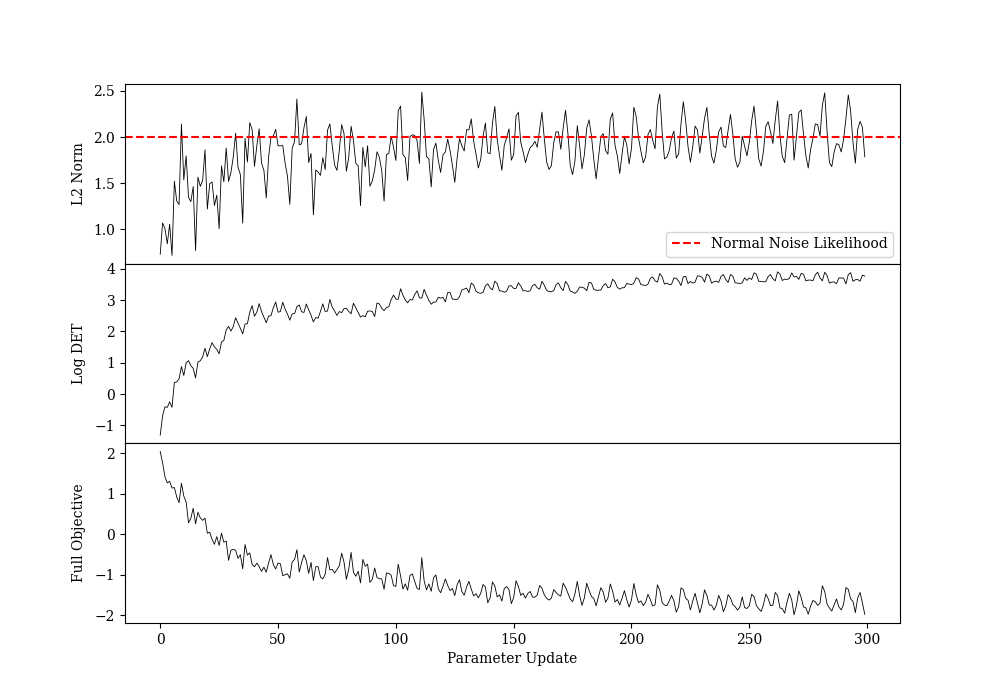 2.5
2.0
1.5
1.0
L2 Norm
Normal Noise Likelihood
4
3
2
1
0
−1
Log DET
2
1
0
−1
−2
Full Objective
0 50 100 150 200 250 300
Parameter Update